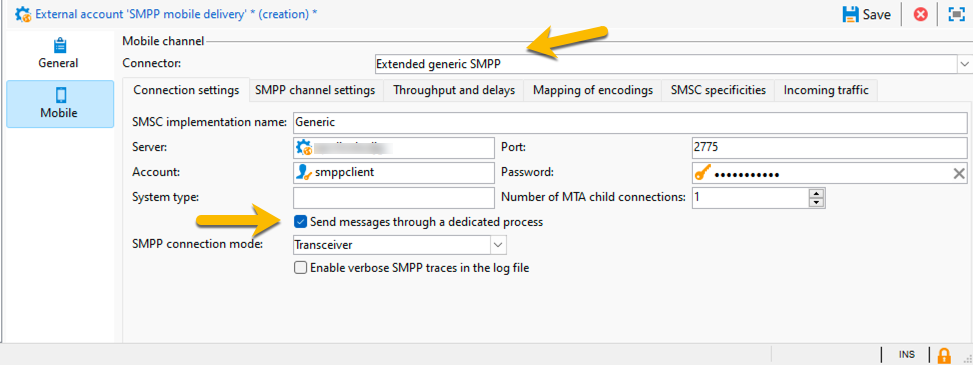 External account 'SMPP mobile delivery' * (creation) *
Save
General
Mobile
Mobile channel
Connector: Extended generic SMPP
Connection settings SMPP channel settings Throughput and delays Mapping of encodings SMSC specificities Incoming traffic
SMSC implementation name: Generic
Server: Port: 2775
Account: smppclient Password: •••••••••••
System type: Number of MTA child connections: 1
Send messages through a dedicated process
SMPP connection mode: Transceiver
Enable verbose SMPP traces in the log file
INS